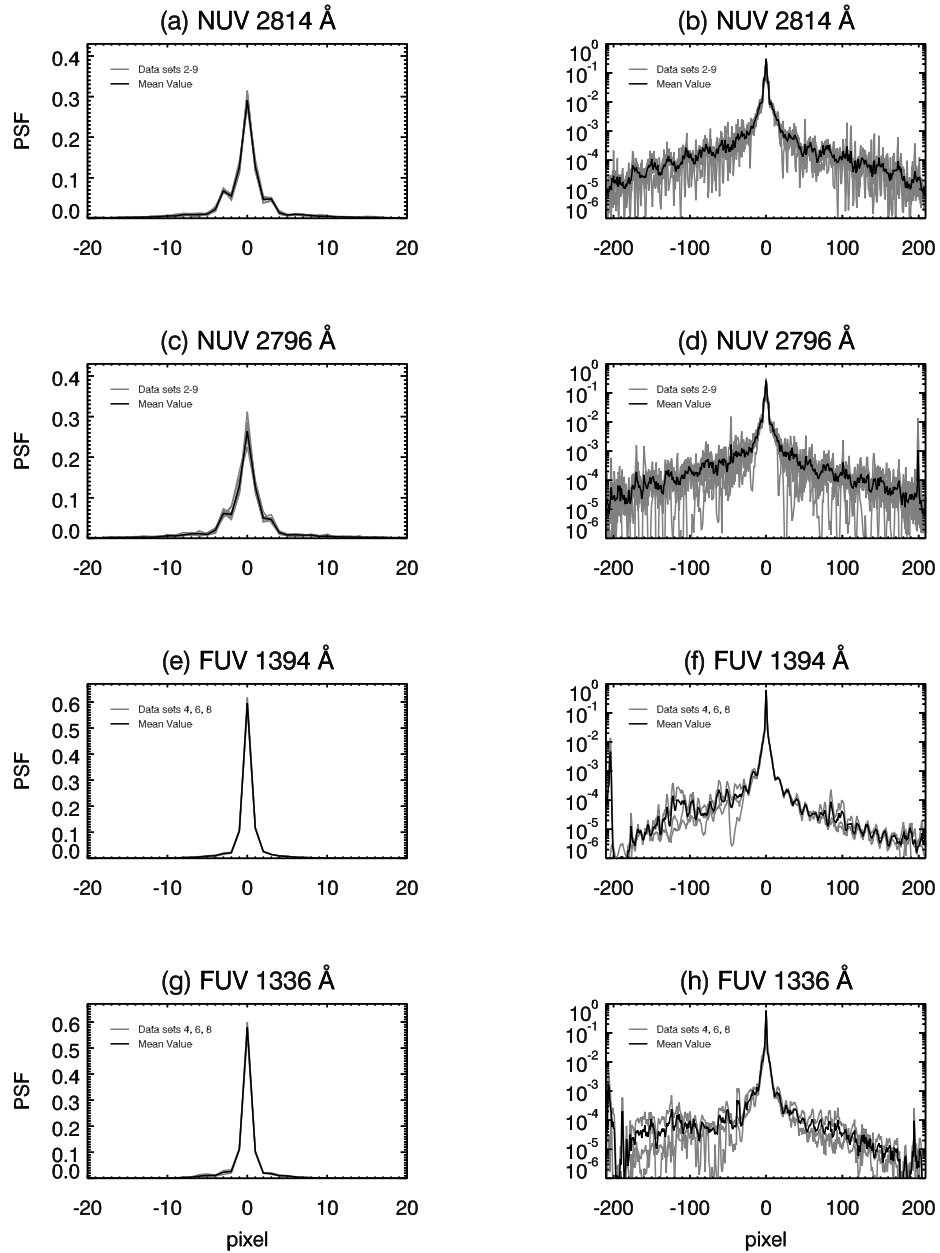 (a) NUV 2814 Å
PSF
0.4
0.3
0.2
0.1
0.0
Data sets 2-9
Mean Value
-20 -10 0 10 20
(b) NUV 2814 Å
10⁰
10⁻¹
10⁻²
10⁻³
10⁻⁴
10⁻⁵
10⁻⁶
Data sets 2-9
Mean Value
-200 -100 0 100 200
(c) NUV 2796 Å
PSF
0.4
0.3
0.2
0.1
0.0
Data sets 2-9
Mean Value
-20 -10 0 10 20
(d) NUV 2796 Å
10⁰
10⁻¹
10⁻²
10⁻³
10⁻⁴
10⁻⁵
10⁻⁶
Data sets 2-9
Mean Value
-200 -100 0 100 200
(e) FUV 1394 Å
PSF
0.6
0.5
0.4
0.3
0.2
0.1
0.0
Data sets 4, 6, 8
Mean Value
-20 -10 0 10 20
(f) FUV 1394 Å
10⁰
10⁻¹
10⁻²
10⁻³
10⁻⁴
10⁻⁵
10⁻⁶
Data sets 4, 6, 8
Mean Value
-200 -100 0 100 200
(g) FUV 1336 Å
PSF
0.6
0.5
0.4
0.3
0.2
0.1
0.0
Data sets 4, 6, 8
Mean Value
-20 -10 0 10 20
pixel
(h) FUV 1336 Å
10⁰
10⁻¹
10⁻²
10⁻³
10⁻⁴
10⁻⁵
10⁻⁶
Data sets 4, 6, 8
Mean Value
-200 -100 0 100 200
pixel